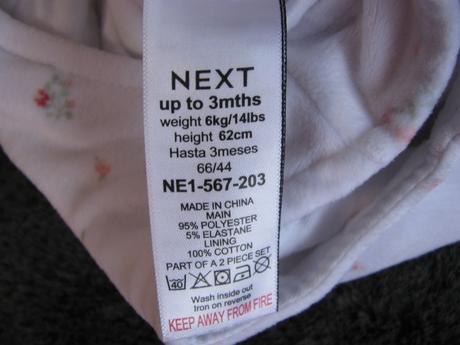 NEXT
up to 3mths
weight 6kg/14lbs
height 62cm
Hasta 3meses
66/44
NE1-567-203
MADE IN CHINA
MAIN
95% POLYESTER
5% ELASTANE
LINING
100% COTTON
PART OF A 2 PIECE SET
40
Wash inside out
Iron on reverse
KEEP AWAY FROM FIRE